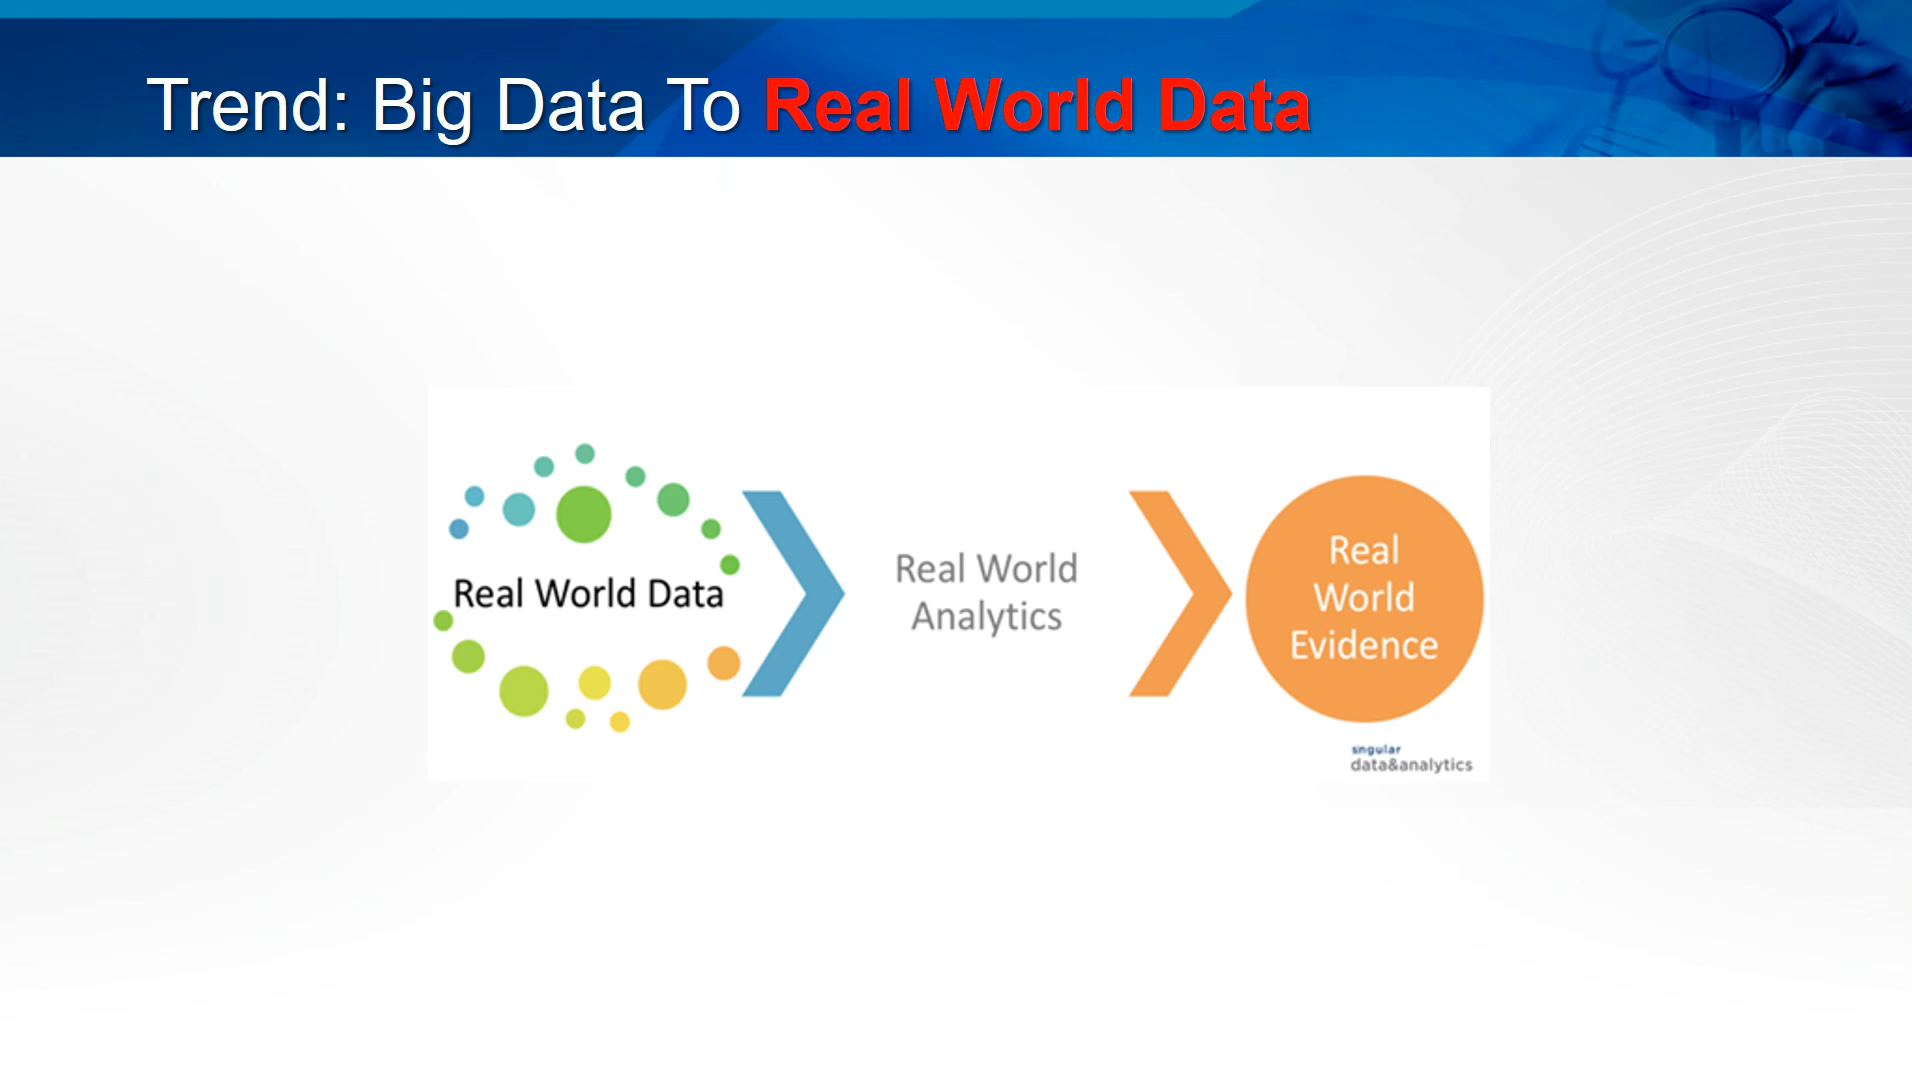 Trend: Big Data To Real World Data
Real World Data
Real World
Analytics
Real
World
Evidence
sngular
data&analytics